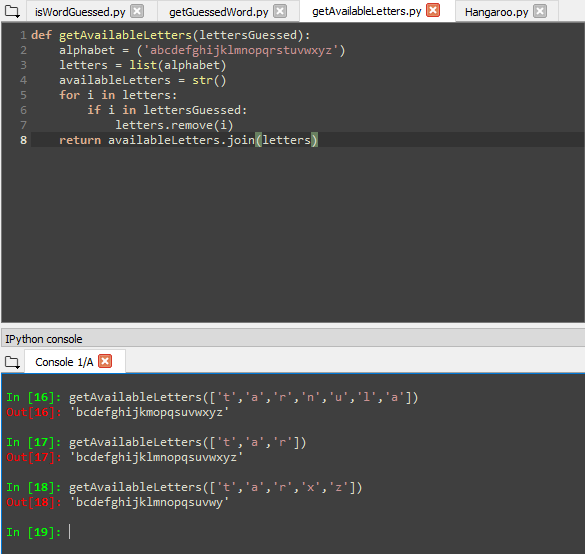 isWordGuessed.py getGuessedWord.py getAvailableLetters.py Hangaroo.py
1 def getAvailableLetters(lettersGuessed):
2 alphabet = ('abcdefghijklmnopqrstuvwxyz')
3 letters = list(alphabet)
4 availableLetters = str()
5 for i in letters:
6 if i in lettersGuessed:
7 letters.remove(i)
8 return availableLetters.join(letters)
IPython console
Console 1/A
In [16]: getAvailableLetters(['t','a','r','n','u','l','a'])
Out[16]: 'bcdefghijkmopqsuvwxyz'
In [17]: getAvailableLetters(['t','a','r'])
Out[17]: 'bcdefghijklmnopqsuvwxyz'
In [18]: getAvailableLetters(['t','a','r','x','z'])
Out[18]: 'bcdefghijklmnopqsuvwy'
In [19]: